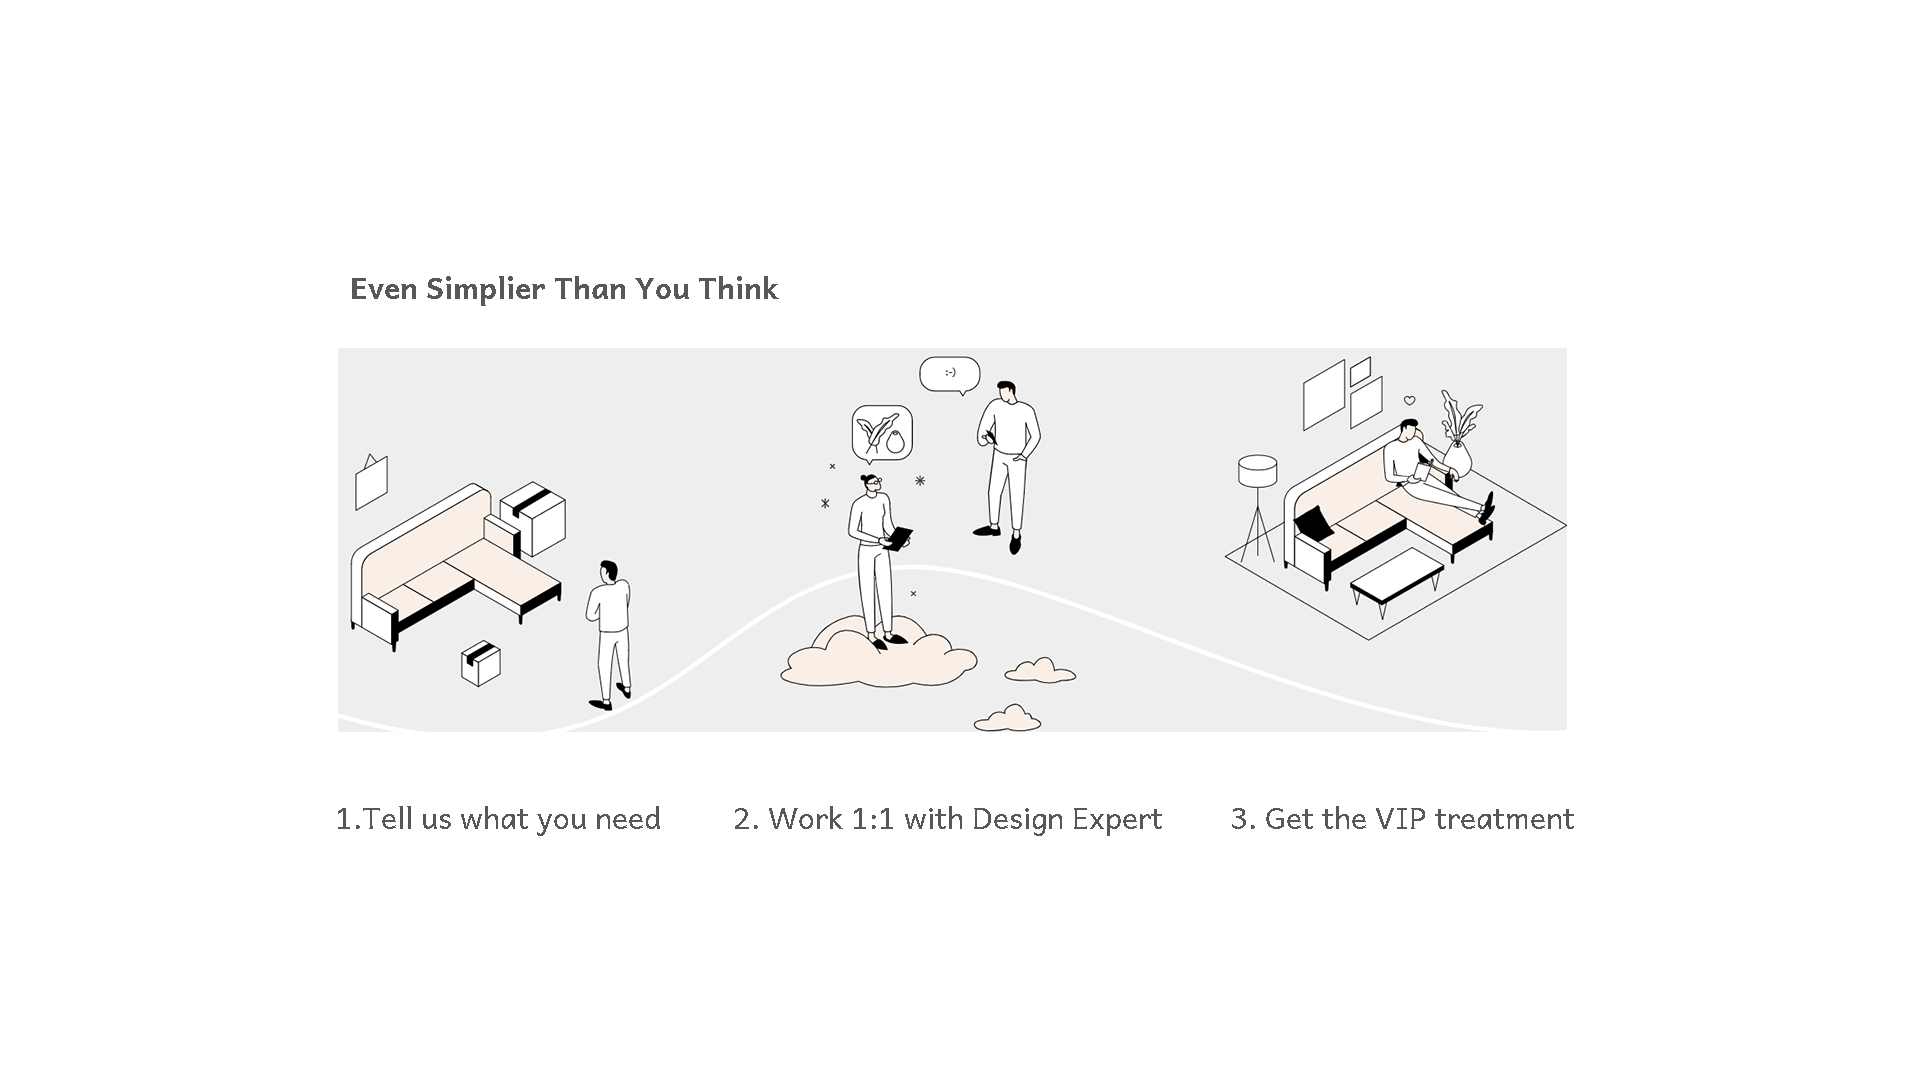 Even Simplier Than You Think
:-)
1.Tell us what you need
2. Work 1:1 with Design Expert
3. Get the VIP treatment